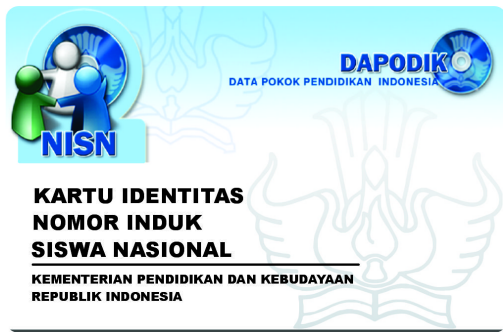 DAPODIK
DATA POKOK PENDIDIKAN INDONESIA
NISN
KARTU IDENTITAS
NOMOR INDUK
SISWA NASIONAL
KEMENTERIAN PENDIDIKAN DAN KEBUDAYAAN
REPUBLIK INDONESIA